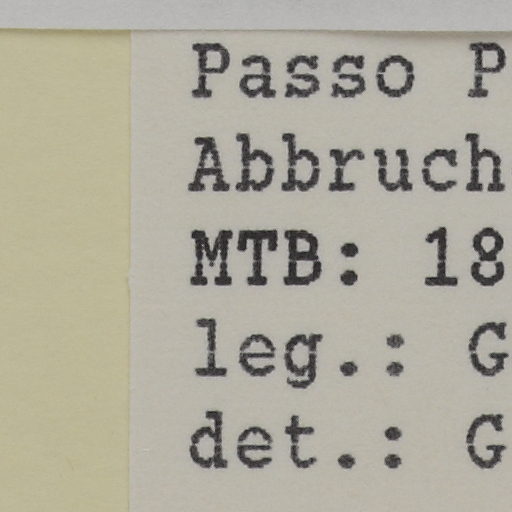 Passo P
Abbruch
MTB: 18
leg.: G
det.: G